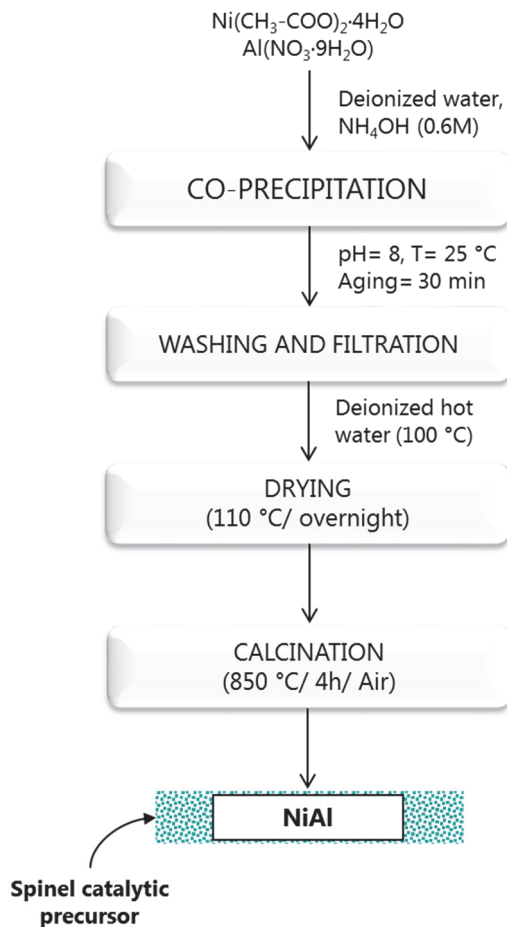 Ni(CH₃-COO)₂·4H₂O
Al(NO₃·9H₂O)
Deionized water,
NH₄OH (0.6M)
CO-PRECIPITATION
pH= 8, T= 25 °C
Aging= 30 min
WASHING AND FILTRATION
Deionized hot
water (100 °C)
DRYING
(110 °C/ overnight)
CALCINATION
(850 °C/ 4h/ Air)
NiAl
Spinel catalytic
precursor